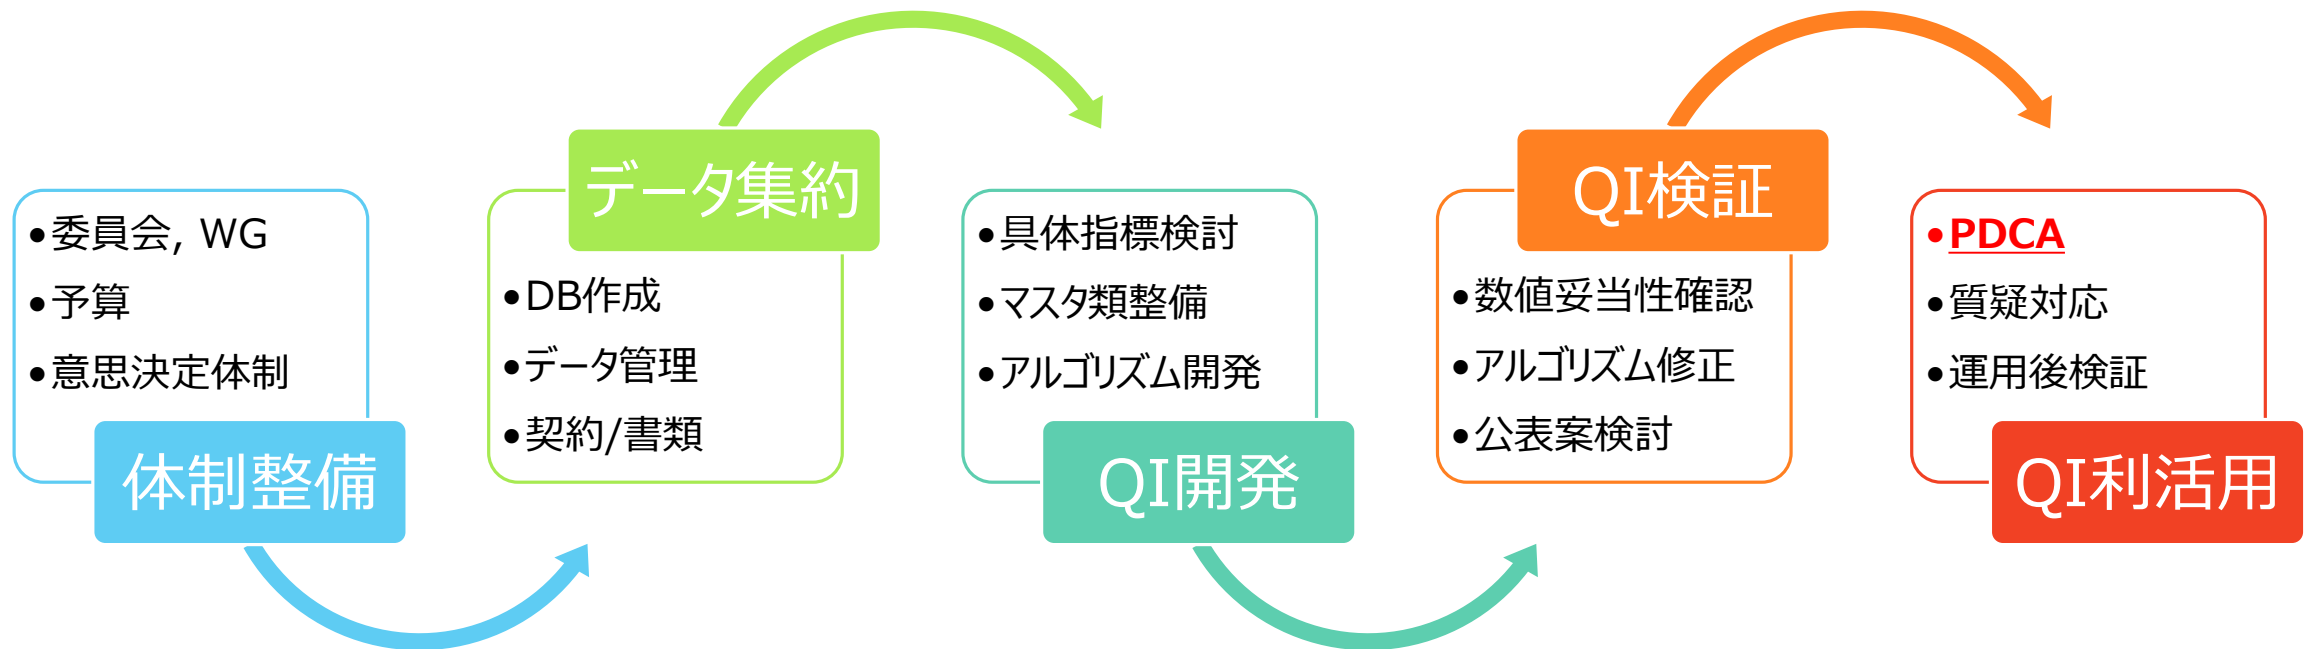 •委員会, WG
•予算
•意思決定体制
体制整備
データ集約
•DB作成
•データ管理
•契約/書類
•具体指標検討
•マスタ類整備
•アルゴリズム開発
QI開発
QI検証
•数値妥当性確認
•アルゴリズム修正
•公表案検討
•PDCA
•質疑対応
•運用後検証
QI利活用